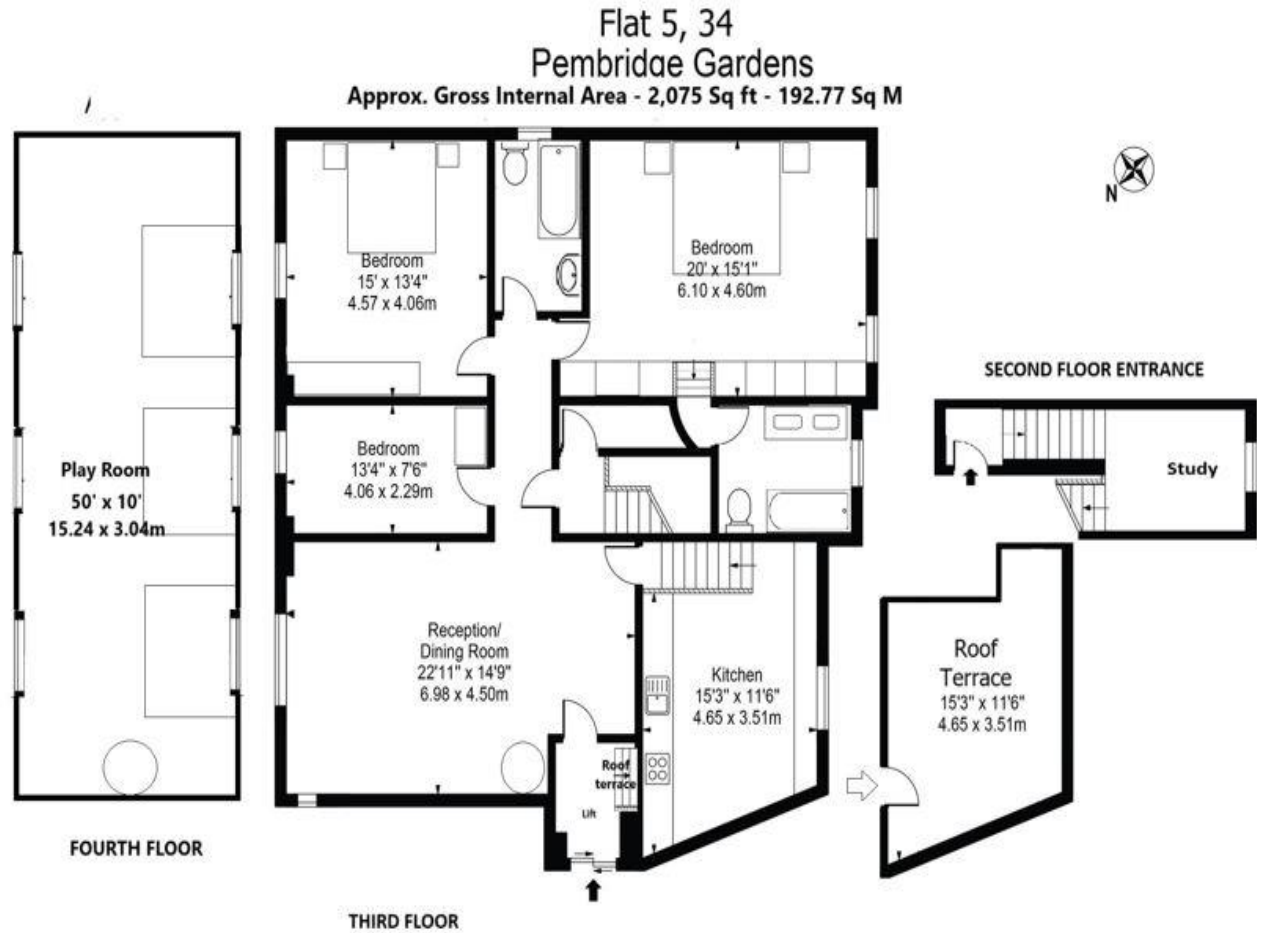 Flat 5, 34
Pembridge Gardens
Approx. Gross Internal Area - 2,075 Sq ft - 192.77 Sq M
N
Bedroom
15' x 13'4"
4.57 x 4.06m
Bedroom
20' x 15'1"
6.10 x 4.60m
SECOND FLOOR ENTRANCE
Study
Bedroom
13'4" x 7'6"
4.06 x 2.29m
Play Room
50' x 10'
15.24 x 3.04m
Reception/
Dining Room
22'11" x 14'9"
6.98 x 4.50m
Kitchen
15'3" x 11'6"
4.65 x 3.51m
Roof
Terrace
15'3" x 11'6"
4.65 x 3.51m
Roof
terrace
Lift
FOURTH FLOOR
THIRD FLOOR